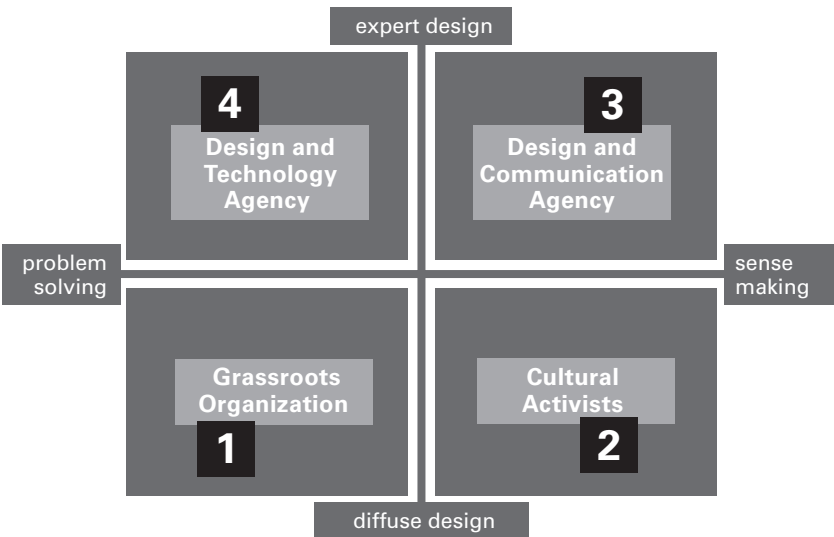 expert design
4
Design and
Technology
Agency
3
Design and
Communication
Agency
problem
solving
sense
making
Grassroots
Organization
1
Cultural
Activists
2
diffuse design